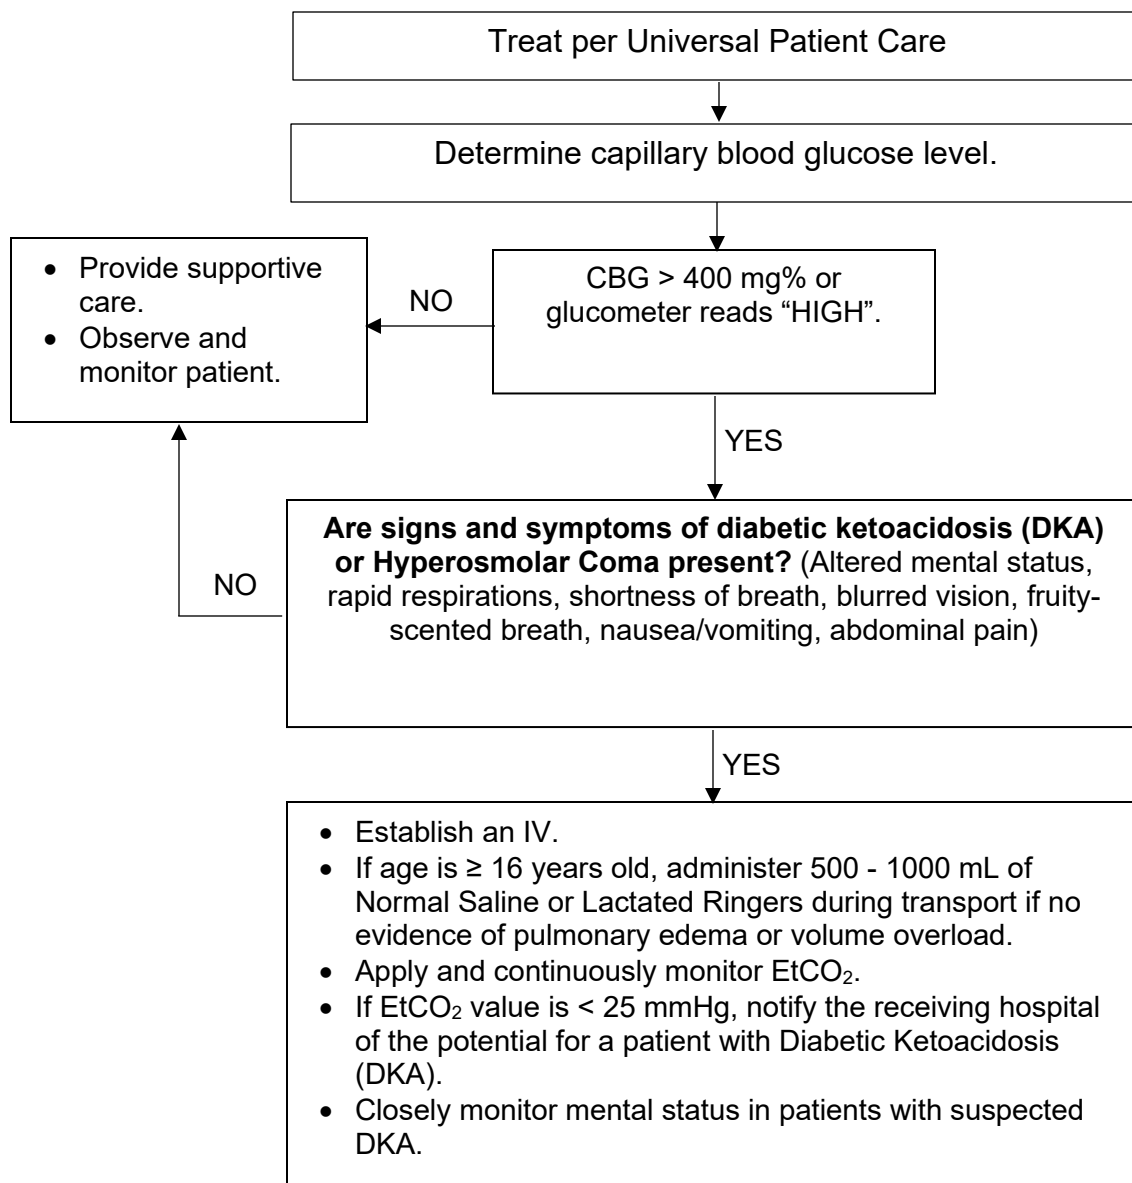 Treat per Universal Patient Care
Determine capillary blood glucose level.
CBG > 400 mg% or
glucometer reads “HIGH”.
NO
• Provide supportive
care.
• Observe and
monitor patient.
YES
Are signs and symptoms of diabetic ketoacidosis (DKA)
or Hyperosmolar Coma present? (Altered mental status,
rapid respirations, shortness of breath, blurred vision, fruity-
scented breath, nausea/vomiting, abdominal pain)
NO
YES
• Establish an IV.
• If age is ≥ 16 years old, administer 500 - 1000 mL of
Normal Saline or Lactated Ringers during transport if no
evidence of pulmonary edema or volume overload.
• Apply and continuously monitor EtCO₂.
• If EtCO₂ value is < 25 mmHg, notify the receiving hospital
of the potential for a patient with Diabetic Ketoacidosis
(DKA).
• Closely monitor mental status in patients with suspected
DKA.